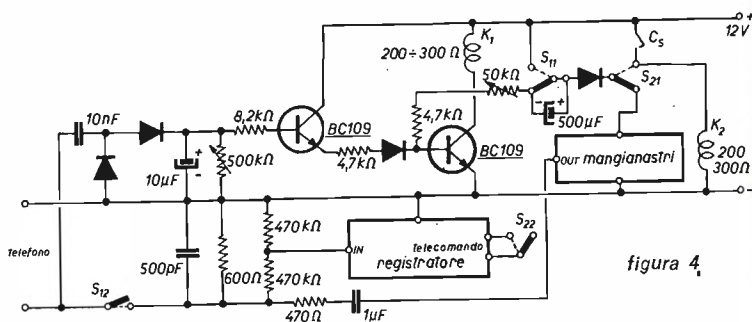 +
12V
K1
200÷300Ω
S11
Cs
50kΩ
S21
- +
500μF
10nF
8,2kΩ
BC109
4,7kΩ
4,7kΩ
BC109
K2
200
300Ω
+
10μF
-
500kΩ
OUT mangianastri
-
telefono
500pF
600Ω
470kΩ
470kΩ
IN
telecomando
registratore
S22
S12
470Ω
1μF
figura 4